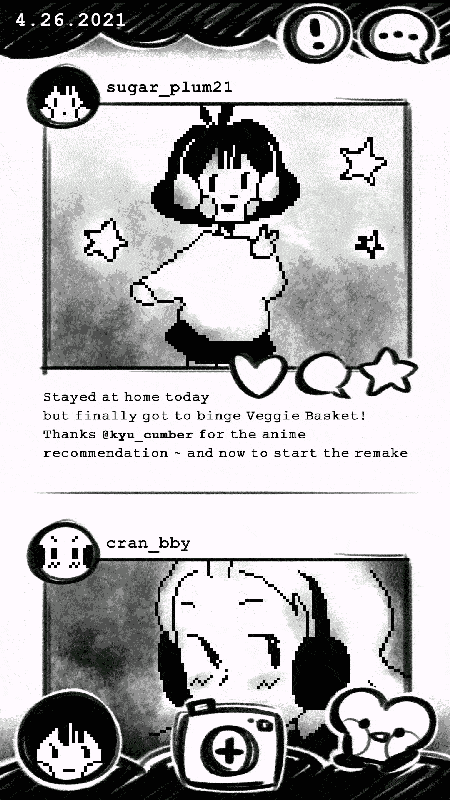 4.26.2021
sugar_plum21
Stayed at home today
but finally got to binge Veggie Basket!
Thanks @kyu_cumber for the anime
recommendation ~ and now to start the remake
cran_bby